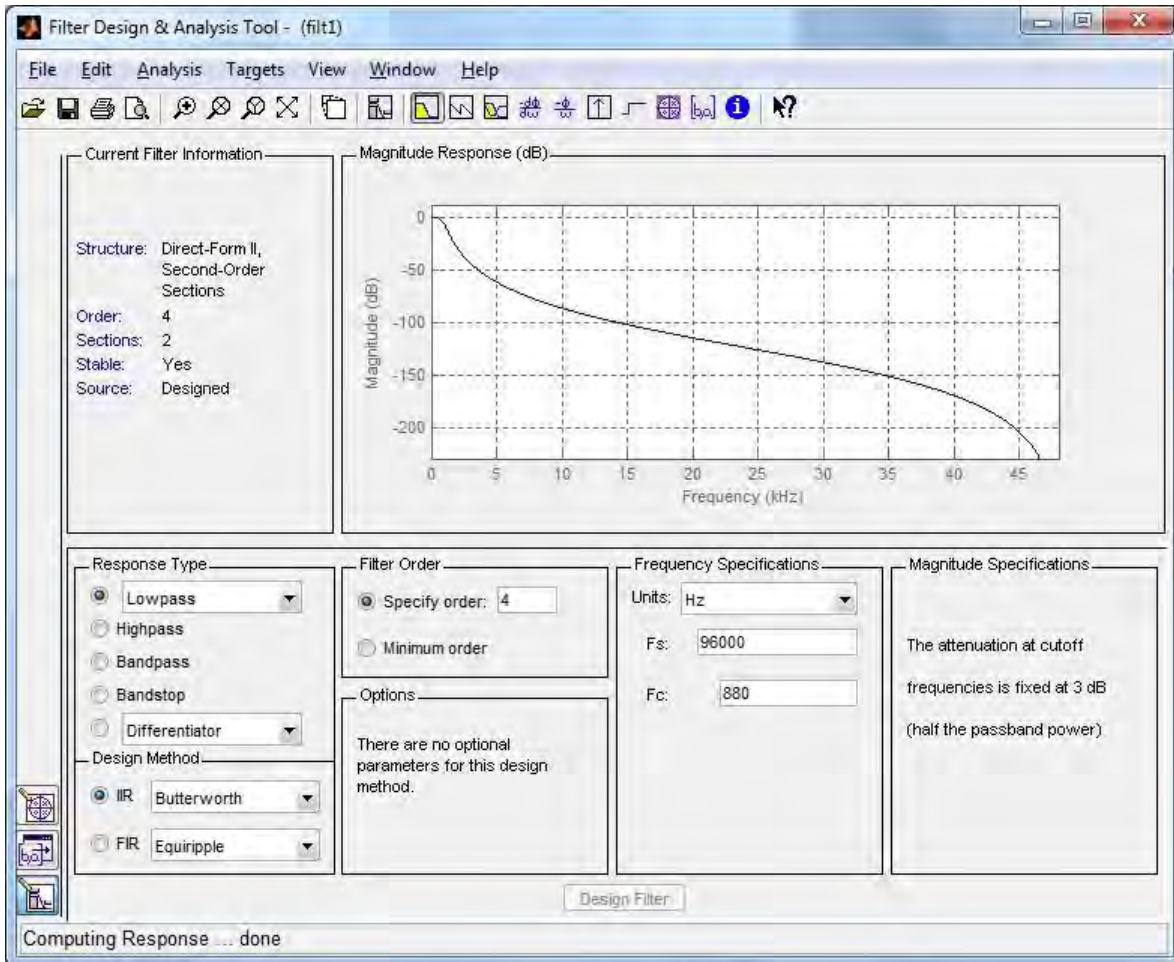 Filter Design & Analysis Tool - (filt1)
File Edit Analysis Targets View Window Help
Current Filter Information
Structure: Direct-Form II,
Second-Order
Sections
Order: 4
Sections: 2
Stable: Yes
Source: Designed
Magnitude Response (dB)
Magnitude (dB)
0
-50
-100
-150
-200
0 5 10 15 20 25 30 35 40 45
Frequency (kHz)
Response Type
Lowpass
Highpass
Bandpass
Bandstop
Differentiator
Design Method
IIR Butterworth
FIR Equiripple
Filter Order
Specify order: 4
Minimum order
Options
There are no optional
parameters for this design
method.
Frequency Specifications
Units: Hz
Fs: 96000
Fc: 880
Magnitude Specifications
The attenuation at cutoff
frequencies is fixed at 3 dB
(half the passband power)
Design Filter
Computing Response ... done